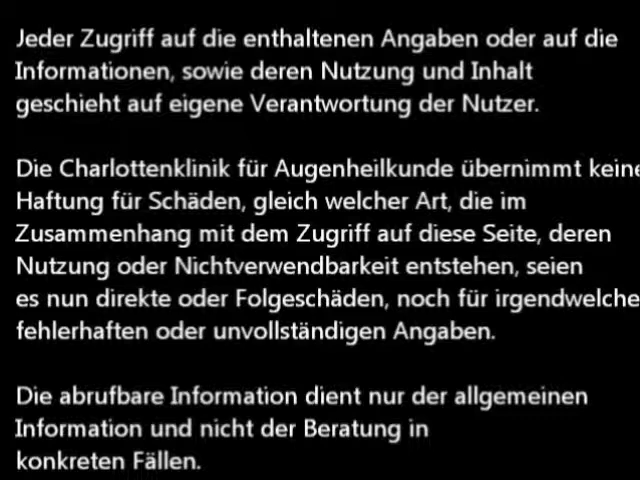 Jeder Zugriff auf die enthaltenen Angaben oder auf die
Informationen, sowie deren Nutzung und Inhalt
geschieht auf eigene Verantwortung der Nutzer.
Die Charlottenklinik für Augenheilkunde übernimmt keine
Haftung für Schäden, gleich welcher Art, die im
Zusammenhang mit dem Zugriff auf diese Seite, deren
Nutzung oder Nichtverwendbarkeit entstehen, seien
es nun direkte oder Folgeschäden, noch für irgendwelche
fehlerhaften oder unvollständigen Angaben.
Die abrufbare Information dient nur der allgemeinen
Information und nicht der Beratung in
konkreten Fällen.